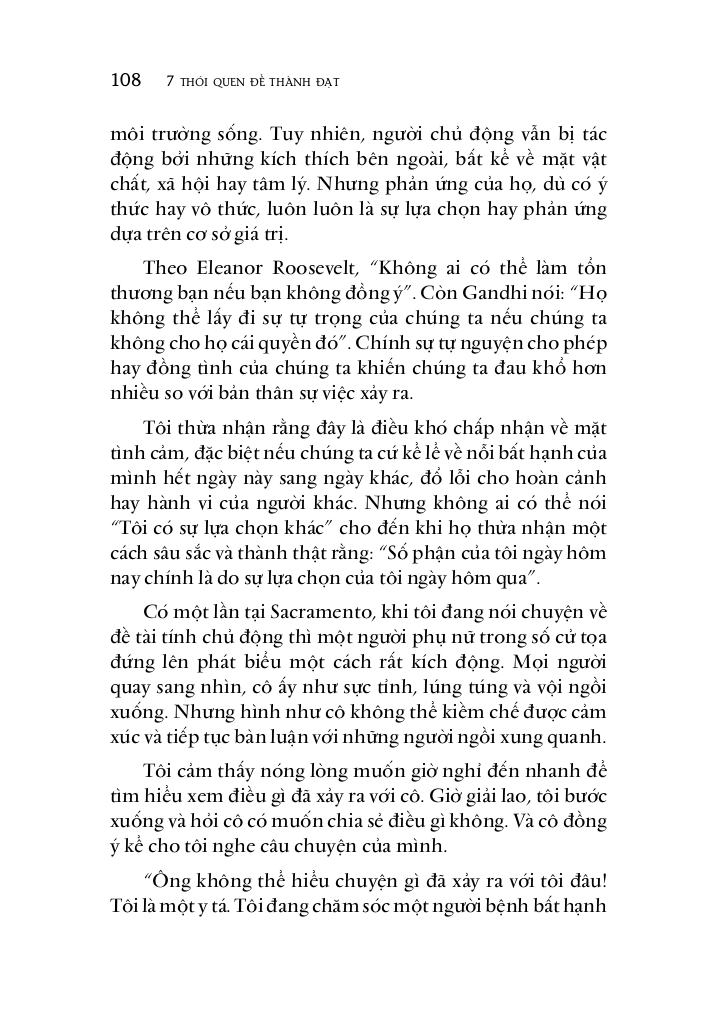 108 7 THÓI QUEN ĐỂ THÀNH ĐẠT
môi trường sống. Tuy nhiên, người chủ động vẫn bị tác
động bởi những kích thích bên ngoài, bất kể về mặt vật
chất, xã hội hay tâm lý. Nhưng phản ứng của họ, dù có ý
thức hay vô thức, luôn luôn là sự lựa chọn hay phản ứng
dựa trên cơ sở giá trị.
Theo Eleanor Roosevelt, “Không ai có thể làm tổn
thương bạn nếu bạn không đồng ý”. Còn Gandhi nói: “Họ
không thể lấy đi sự tự trọng của chúng ta nếu chúng ta
không cho họ cái quyền đó”. Chính sự tự nguyện cho phép
hay đồng tình của chúng ta khiến chúng ta đau khổ hơn
nhiều so với bản thân sự việc xảy ra.
Tôi thừa nhận rằng đây là điều khó chấp nhận về mặt
tình cảm, đặc biệt nếu chúng ta cứ kể lể về nỗi bất hạnh của
mình hết ngày này sang ngày khác, đổ lỗi cho hoàn cảnh
hay hành vi của người khác. Nhưng không ai có thể nói
“Tôi có sự lựa chọn khác” cho đến khi họ thừa nhận một
cách sâu sắc và thành thật rằng: “Số phận của tôi ngày hôm
nay chính là do sự lựa chọn của tôi ngày hôm qua”.
Có một lần tại Sacramento, khi tôi đang nói chuyện về
đề tài tính chủ động thì một người phụ nữ trong số cử tọa
đứng lên phát biểu một cách rất kích động. Mọi người
quay sang nhìn, cô ấy như sực tỉnh, lúng túng và vội ngồi
xuống. Nhưng hình như cô không thể kiềm chế được cảm
xúc và tiếp tục bàn luận với những người ngồi xung quanh.
Tôi cảm thấy nóng lòng muốn giờ nghỉ đến nhanh để
tìm hiểu xem điều gì đã xảy ra với cô. Giờ giải lao, tôi bước
xuống và hỏi cô có muốn chia sẻ điều gì không. Và cô đồng
ý kể cho tôi nghe câu chuyện của mình.
“Ông không thể hiểu chuyện gì đã xảy ra với tôi đâu!
Tôi là một y tá. Tôi đang chăm sóc một người bệnh bất hạnh